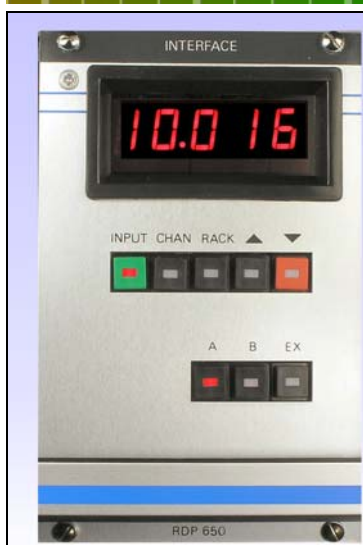 INTERFACE
10.016
INPUT CHAN RACK ▲ ▼
A B EX
RDP 650